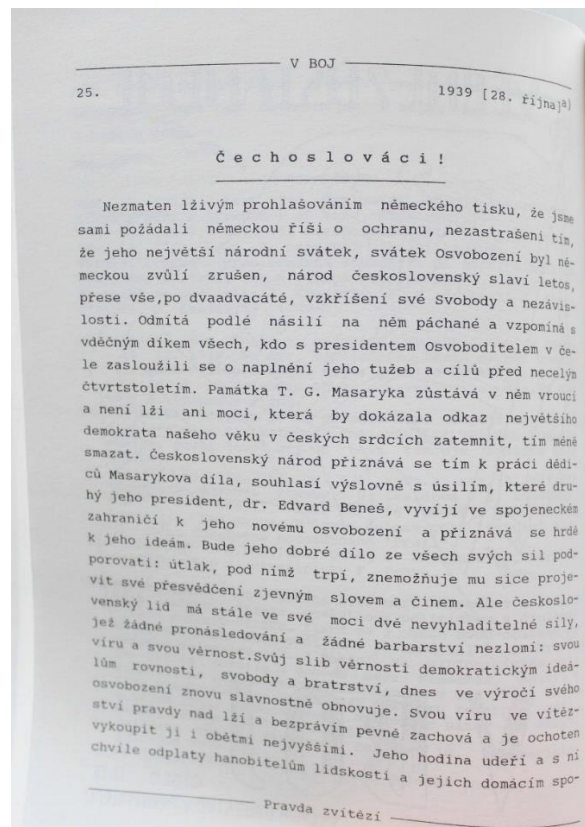 V BOJ
25. 1939 [28. října]a)
Čechoslováci!
Nezmaten lživým prohlašováním německého tisku, že jsme
sami požádali německou říši o ochranu, nezastrašeni tím,
že jeho největší národní svátek, svátek Osvobození byl ně-
meckou zvůlí zrušen, národ československý slaví letos,
přese vše,po dvaadvacáté, vzkříšení své Svobody a nezávis-
losti. Odmítá podlé násilí na něm páchané a vzpomíná s
vděčným díkem všech, kdo s presidentem Osvoboditelem v če-
le zasloužili se o naplnění jeho tužeb a cílů před necelým
čtvrtstoletím. Památka T. G. Masaryka zůstává v něm vroucí
a není lži ani moci, která by dokázala odkaz největšího
demokrata našeho věku v českých srdcích zatemnit, tím méně
smazat. Československý národ přiznává se tím k práci dědi-
ců Masarykova díla, souhlasí výslovně s úsilím, které dru-
hý jeho president, dr. Edvard Beneš, vyvíjí ve spojeneckém
zahraničí k jeho novému osvobození a přiznává se hrdě
k jeho ideám. Bude jeho dobré dílo ze všech svých sil pod-
porovati: útlak, pod nímž trpí, znemožňuje mu sice proje-
vit své přesvědčení zjevným slovem a činem. Ale českoslo-
venský lid má stále ve své moci dvě nevyhladitelné síly,
jež žádné pronásledování a žádné barbarství nezlomí: svou
víru a svou věrnost.Svůj slib věrnosti demokratickým ideá-
lům rovnosti, svobody a bratrství, dnes ve výročí svého
osvobození znovu slavnostně obnovuje. Svou víru ve vítěz-
ství pravdy nad lží a bezprávím pevně zachová a je ochoten
vykoupit ji i obětmi nejvyššími. Jeho hodina udeří a s ní
chvíle odplaty hanobitelům lidskosti a jejich domácím spo-
Pravda zvítězí